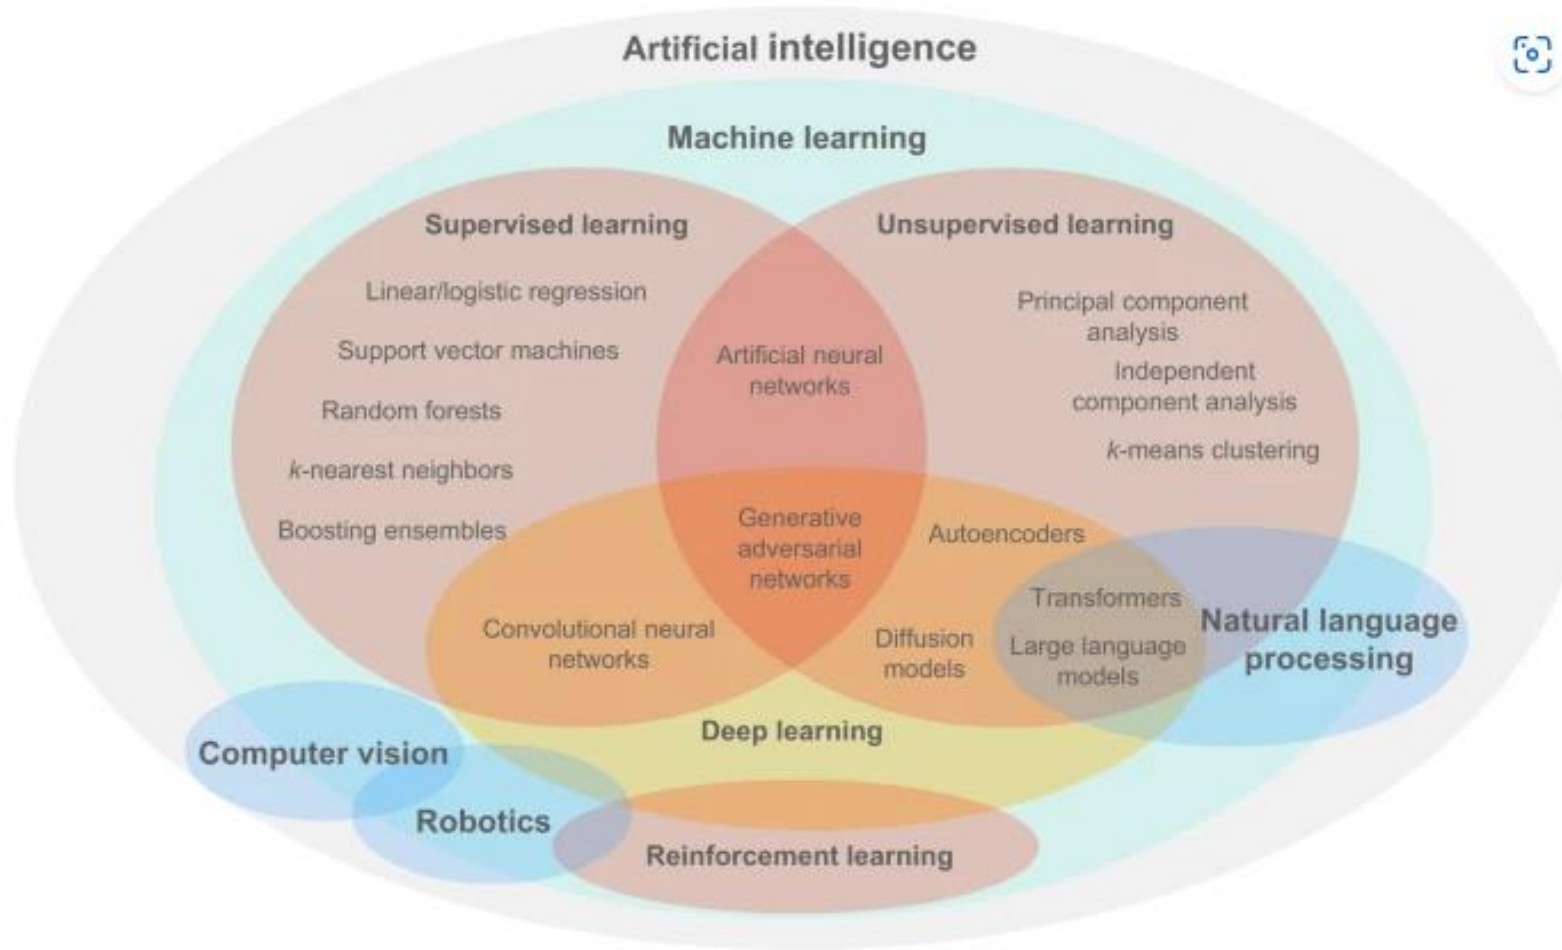 Artificial intelligence
Machine learning
Supervised learning
Linear/logistic regression
Support vector machines
Random forests
k-nearest neighbors
Boosting ensembles
Unsupervised learning
Principal component
analysis
Independent
component analysis
k-means clustering
Artificial neural
networks
Generative
adversarial
networks
Autoencoders
Transformers
Large language
models
Diffusion
models
Convolutional neural
networks
Natural language
processing
Deep learning
Computer vision
Robotics
Reinforcement learning